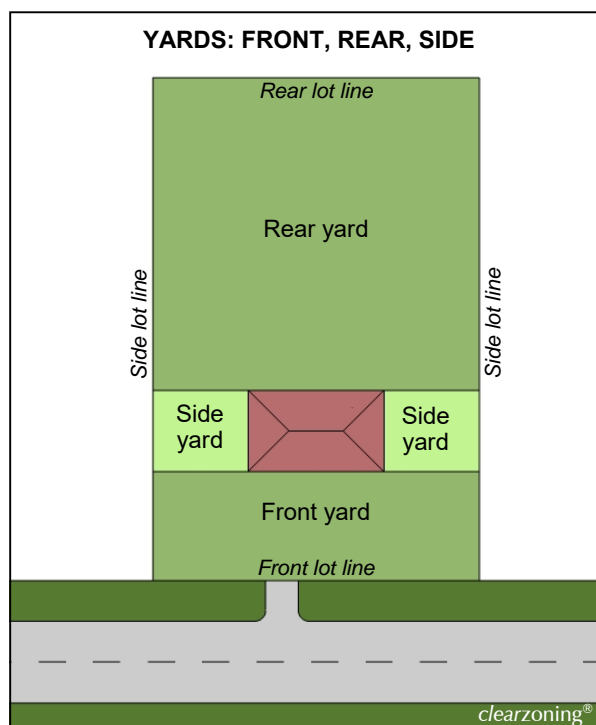 YARDS: FRONT, REAR, SIDE
Rear lot line
Rear yard
Side lot line
Side lot line
Side
yard
Side
yard
Front yard
Front lot line
clearzoning®